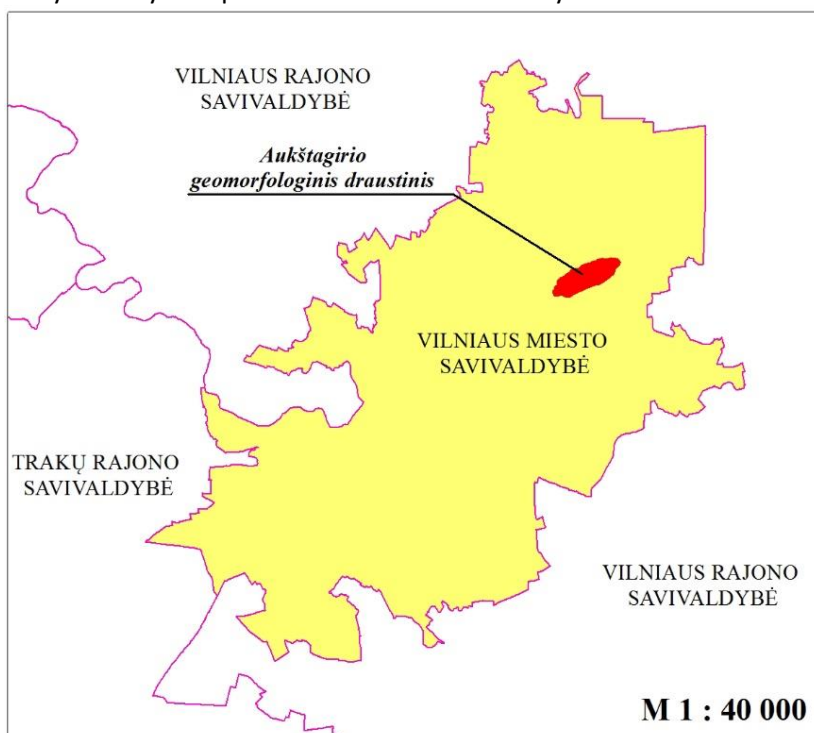 VILNIAUS RAJONO
SAVIVALDYBĖ
Aukštagirio
geomorfologinis draustinis
VILNIAUS MIESTO
SAVIVALDYBĖ
TRAKŲ RAJONO
SAVIVALDYBĖ
VILNIAUS RAJONO
SAVIVALDYBĖ
M 1 : 40 000